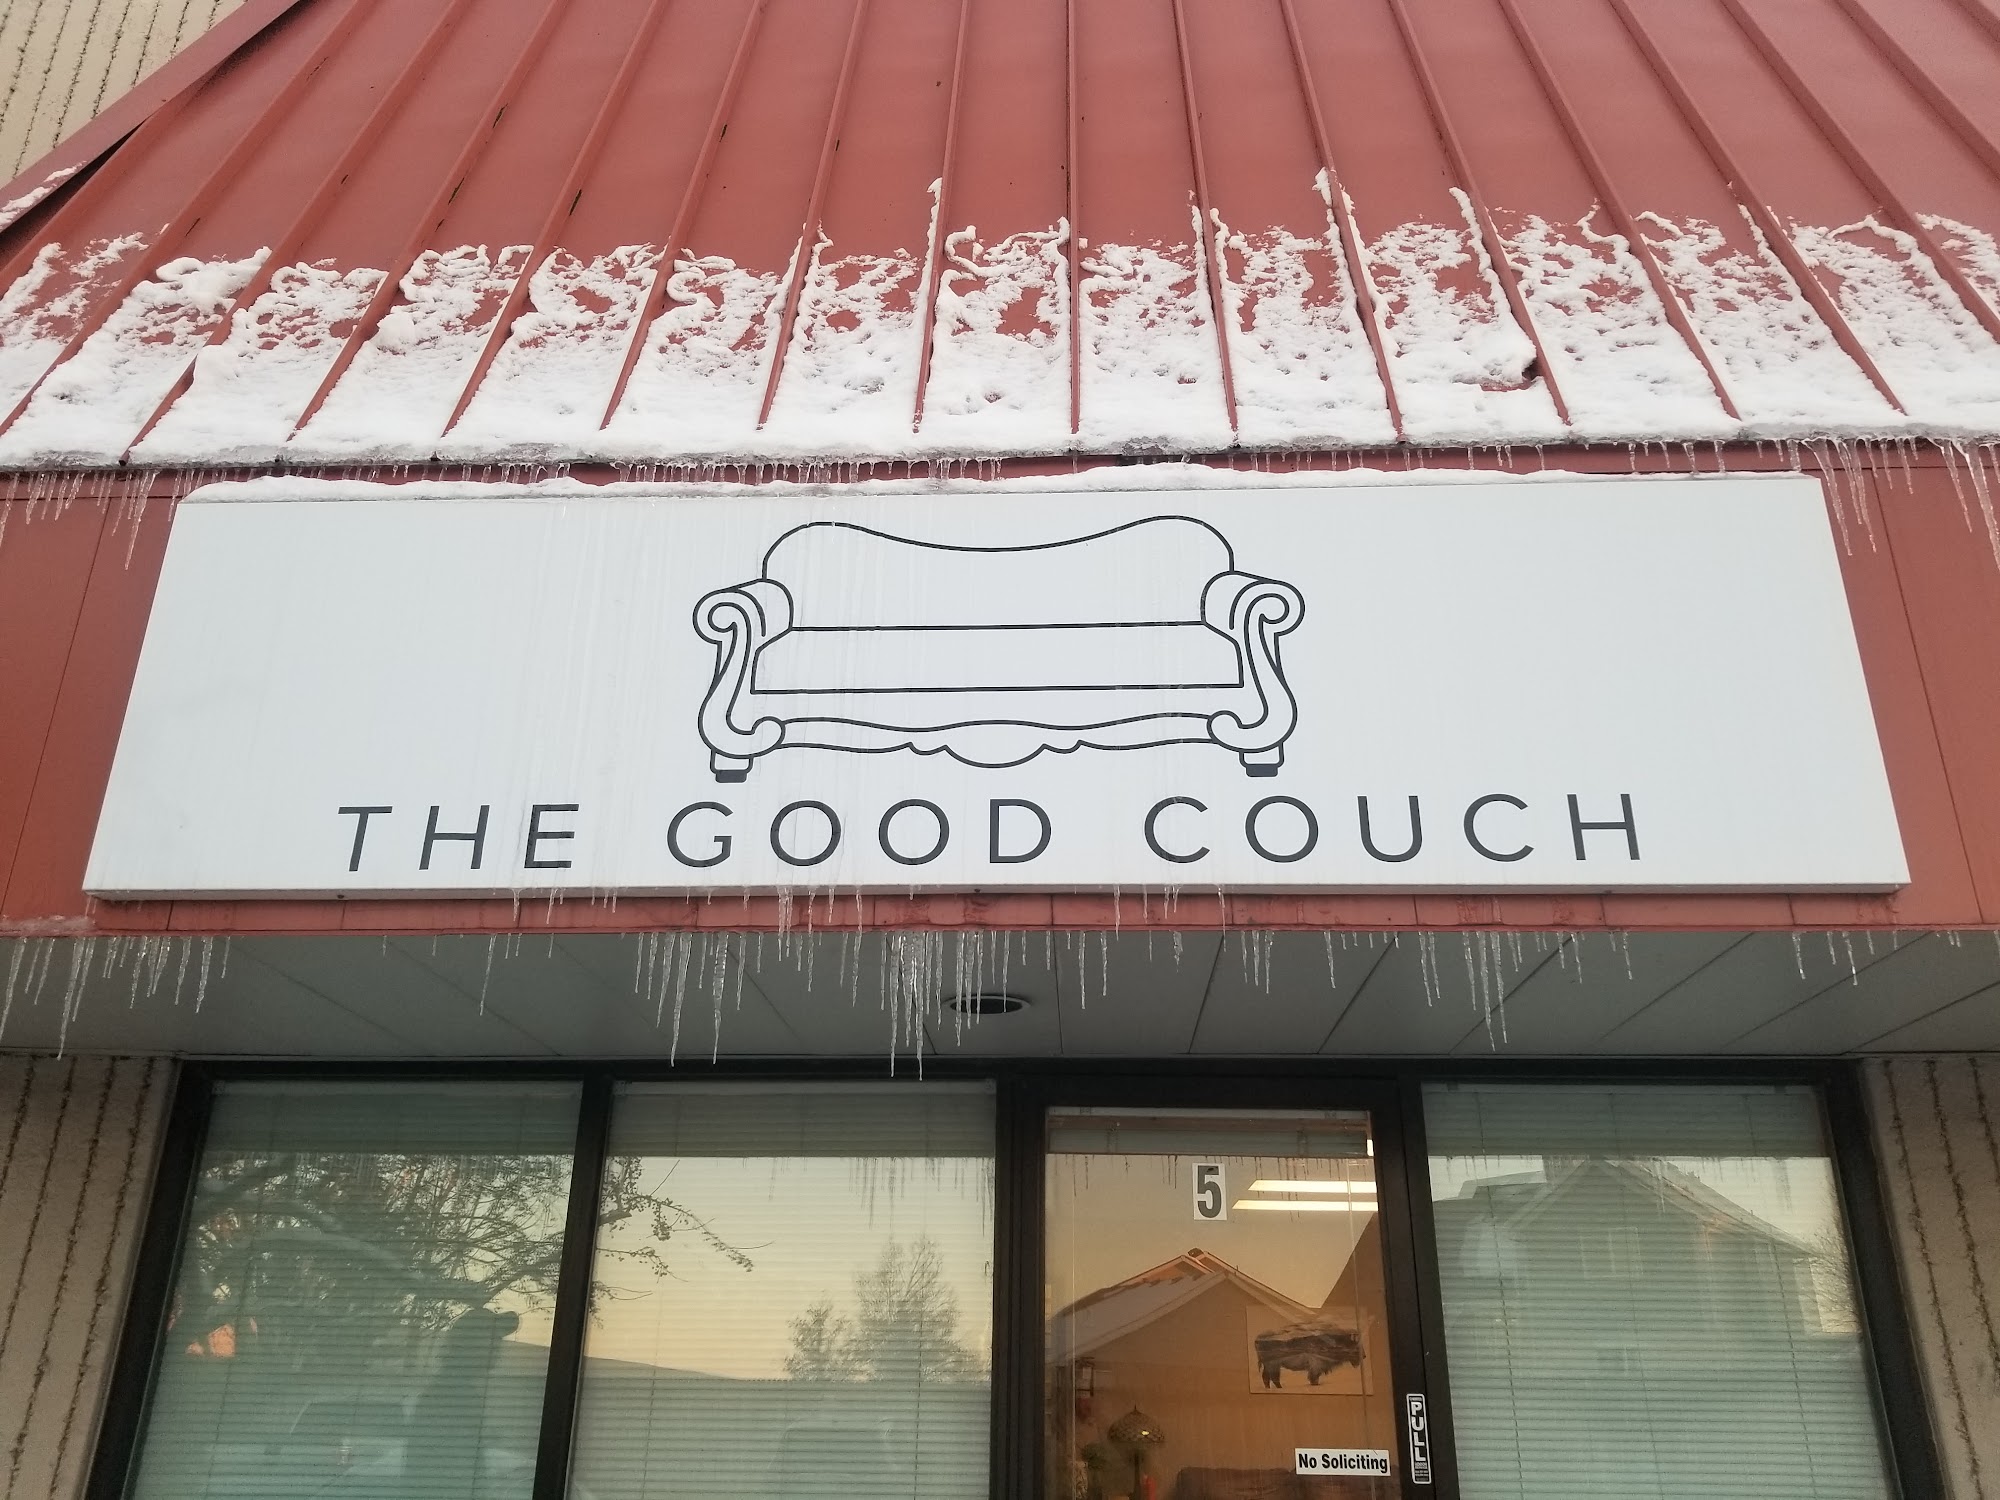 THE GOOD COUCH
5
PULL
No Soliciting